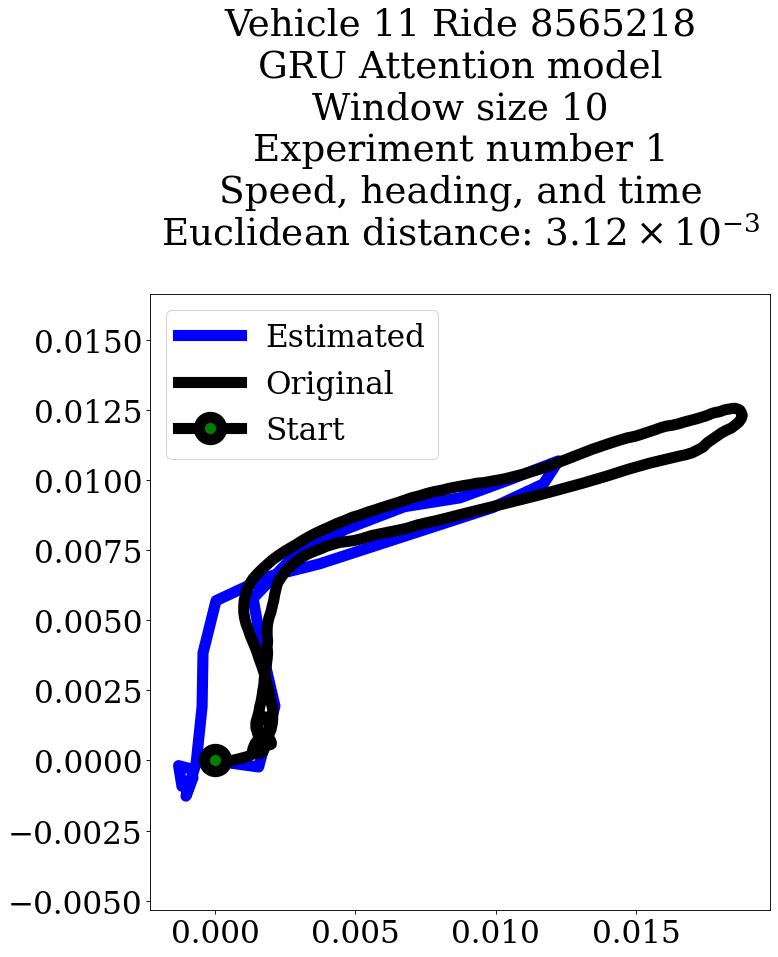 Vehicle 11 Ride 8565218
GRU Attention model
Window size 10
Experiment number 1
Speed, heading, and time
Euclidean distance: 3.12 × 10⁻³
Estimated
Original
Start
0.0150
0.0125
0.0100
0.0075
0.0050
0.0025
0.0000
−0.0025
−0.0050
0.000 0.005 0.010 0.015